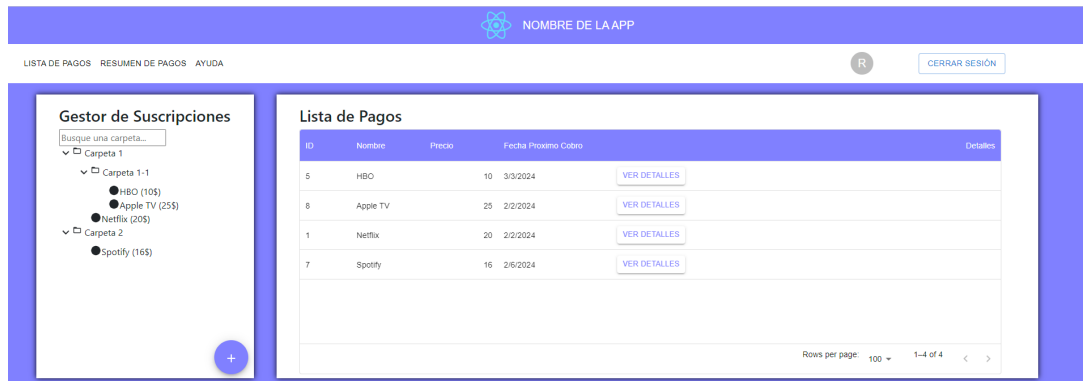 NOMBRE DE LA APP
LISTA DE PAGOS RESUMEN DE PAGOS AYUDA R CERRAR SESIÓN
Gestor de Suscripciones
Busque una carpeta...
Carpeta 1
Carpeta 1-1
HBO (10$)
Apple TV (25$)
Netflix (20$)
Carpeta 2
Spotify (16$)
+
Lista de Pagos
ID Nombre Precio Fecha Proximo Cobro Detalles
5 HBO 10 3/3/2024 VER DETALLES
8 Apple TV 25 2/2/2024 VER DETALLES
1 Netflix 20 2/2/2024 VER DETALLES
7 Spotify 16 2/6/2024 VER DETALLES
Rows per page: 100 1–4 of 4